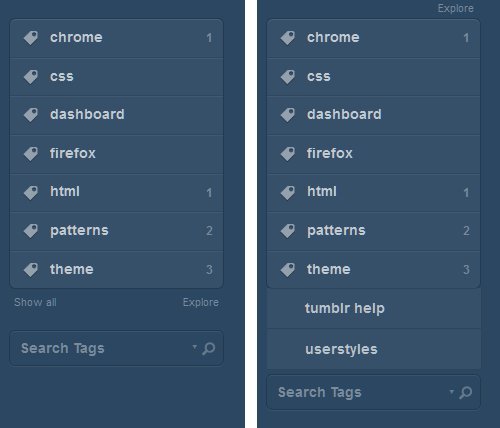 chrome 1
css
dashboard
firefox
html 1
patterns 2
theme 3
Show all Explore
Search Tags
Explore
chrome 1
css
dashboard
firefox
html 1
patterns 2
theme 3
tumblr help
userstyles
Search Tags